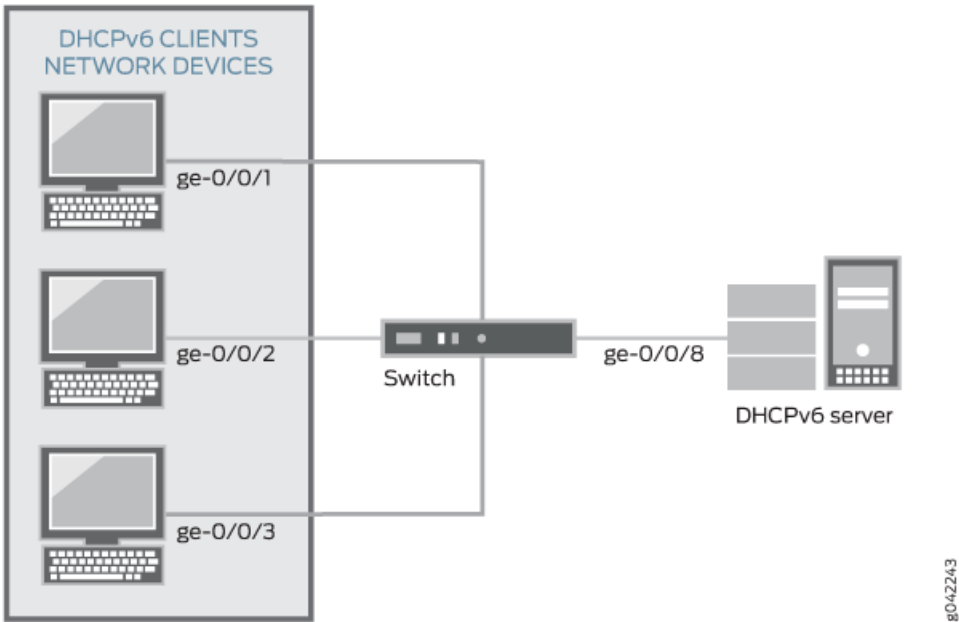 DHCPv6 CLIENTS
NETWORK DEVICES
ge-0/0/1
ge-0/0/2
ge-0/0/8
Switch
DHCPv6 server
ge-0/0/3
g042243